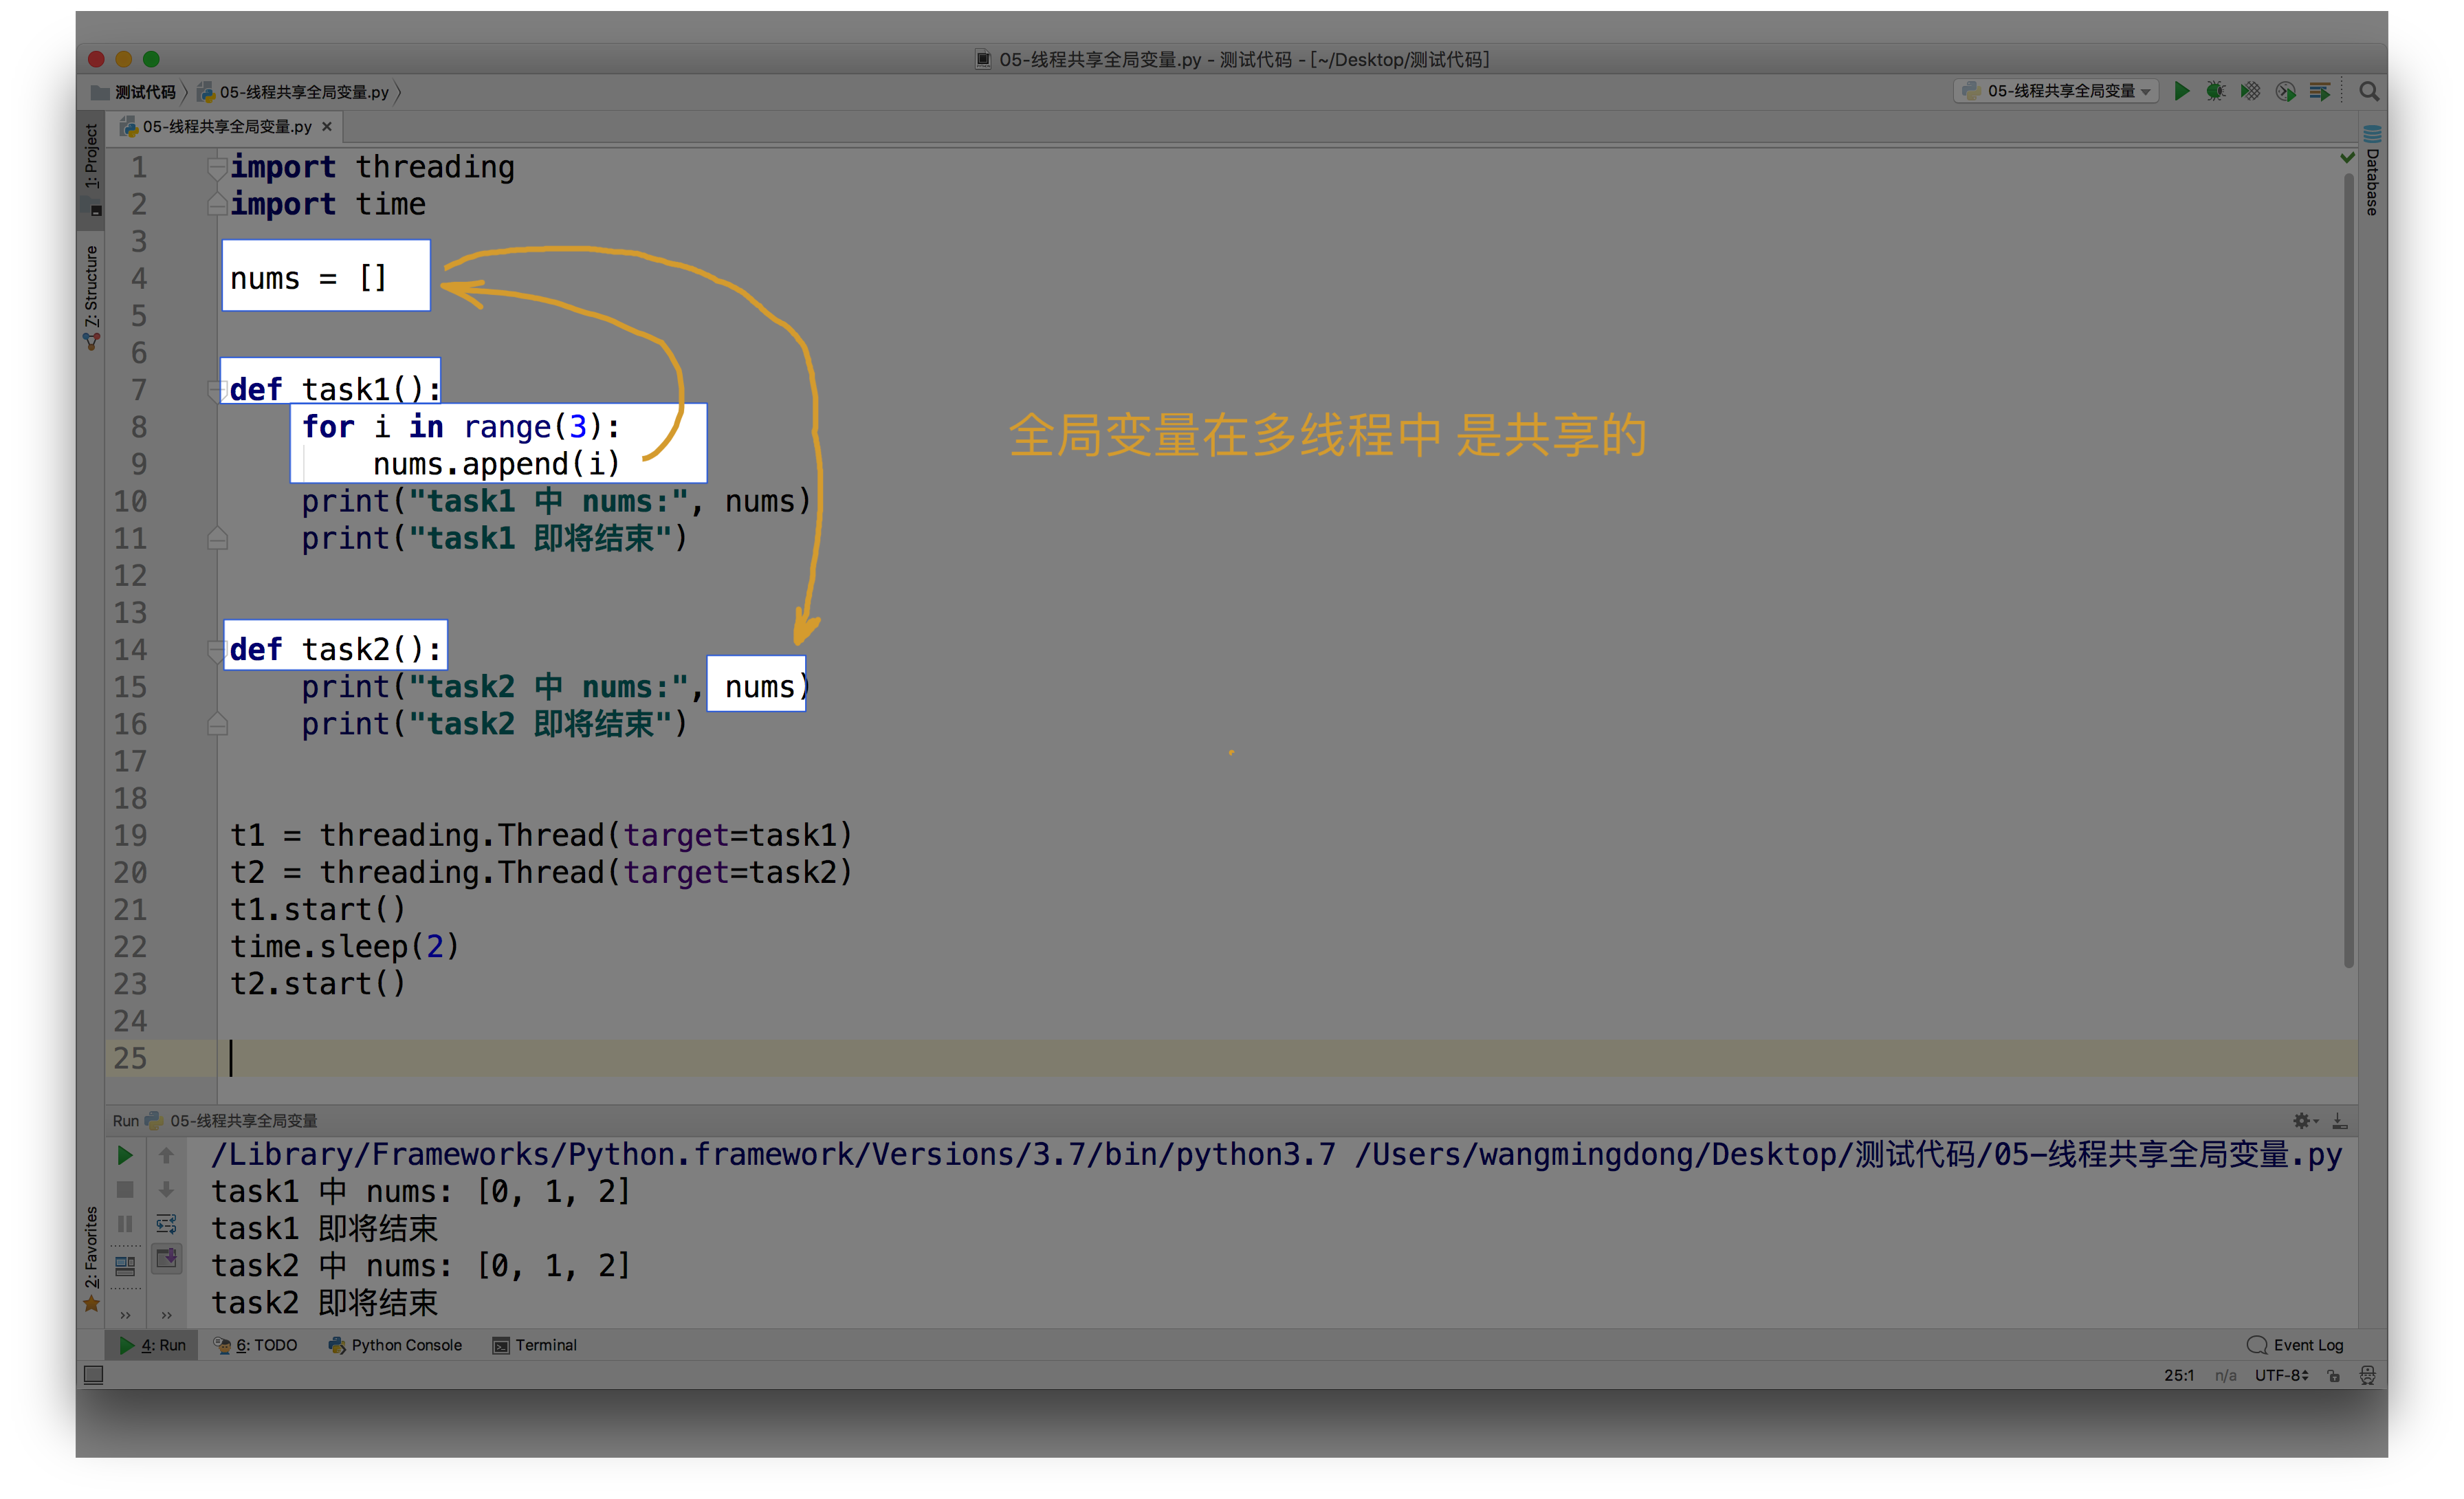 05-线程共享全局变量.py - 测试代码 - [~/Desktop/测试代码]
测试代码 05-线程共享全局变量.py
05-线程共享全局变量
05-线程共享全局变量.py
1: Project
7: Structure
2: Favorites
Database
1 import threading
2 import time
3
4 nums = []
5
6
7 def task1():
8 for i in range(3):
9 nums.append(i)
10 print("task1 中 nums:", nums)
11 print("task1 即将结束")
12
13
14 def task2():
15 print("task2 中 nums:", nums)
16 print("task2 即将结束")
17
18
19 t1 = threading.Thread(target=task1)
20 t2 = threading.Thread(target=task2)
21 t1.start()
22 time.sleep(2)
23 t2.start()
24
25
全局变量在多线程中 是共享的
Run 05-线程共享全局变量
/Library/Frameworks/Python.framework/Versions/3.7/bin/python3.7 /Users/wangmingdong/Desktop/测试代码/05-线程共享全局变量.py
task1 中 nums: [0, 1, 2]
task1 即将结束
task2 中 nums: [0, 1, 2]
task2 即将结束
4: Run 6: TODO Python Console Terminal Event Log
25:1 n/a UTF-8